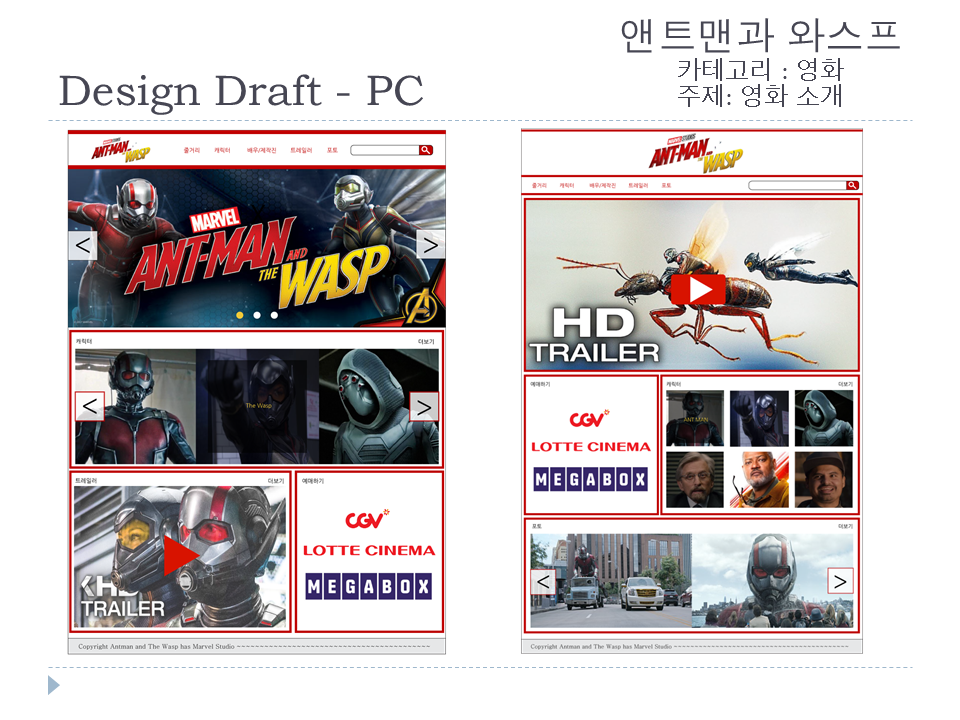 앤트맨과 와스프
카테고리 : 영화
주제: 영화 소개
Design Draft - PC
MARVEL STUDIOS
ANT-MAN AND THE WASP
줄거리 캐릭터 배우/제작진 트레일러 포토
<
>
MARVEL
ANT-MAN AND
THE WASP
캐릭터 더보기
<
The Wasp
>
트레일러 더보기
HD
TRAILER
예매하기
CGV
LOTTE CINEMA
MEGABOX
Copyright Antman and The Wasp has Marvel Studio ~~~~~~~~~~~~~~~~~~~~~~~~~~~~~~~~~~~~~~
MARVEL STUDIOS
ANT-MAN AND THE WASP
줄거리 캐릭터 배우/제작진 트레일러 포토
HD
TRAILER
예매하기
CGV
LOTTE CINEMA
MEGABOX
캐릭터 더보기
ANT-MAN
포토 더보기
<
>
Copyright Antman and The Wasp has Marvel Studio ~~~~~~~~~~~~~~~~~~~~~~~~~~~~~~~~~~